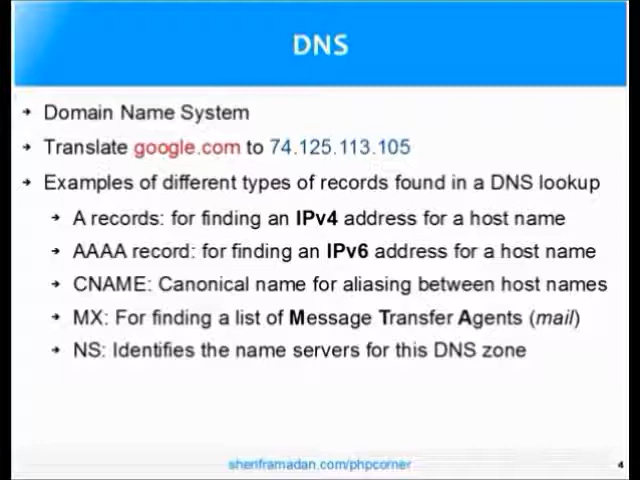 DNS
➔ Domain Name System
➔ Translate google.com to 74.125.113.105
➔ Examples of different types of records found in a DNS lookup
➔ A records: for finding an IPv4 address for a host name
➔ AAAA record: for finding an IPv6 address for a host name
➔ CNAME: Canonical name for aliasing between host names
➔ MX: For finding a list of Message Transfer Agents (mail)
➔ NS: Identifies the name servers for this DNS zone
sheriframadan.com/phpcorner
4